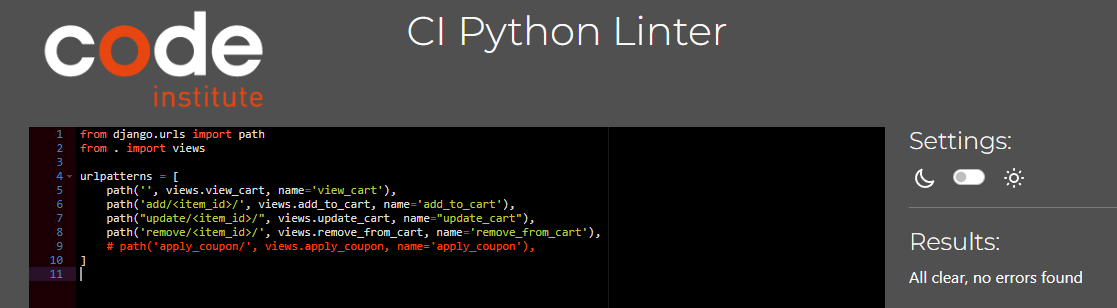 code
institute
CI Python Linter
1 from django.urls import path
2 from . import views
3
4 urlpatterns = [
5     path('', views.view_cart, name='view_cart'),
6     path('add/<item_id>/', views.add_to_cart, name='add_to_cart'),
7     path("update/<item_id>/", views.update_cart, name="update_cart"),
8     path('remove/<item_id>/', views.remove_from_cart, name='remove_from_cart'),
9     # path('apply_coupon/', views.apply_coupon, name='apply_coupon'),
10 ]
11
Settings:
Results:
All clear, no errors found